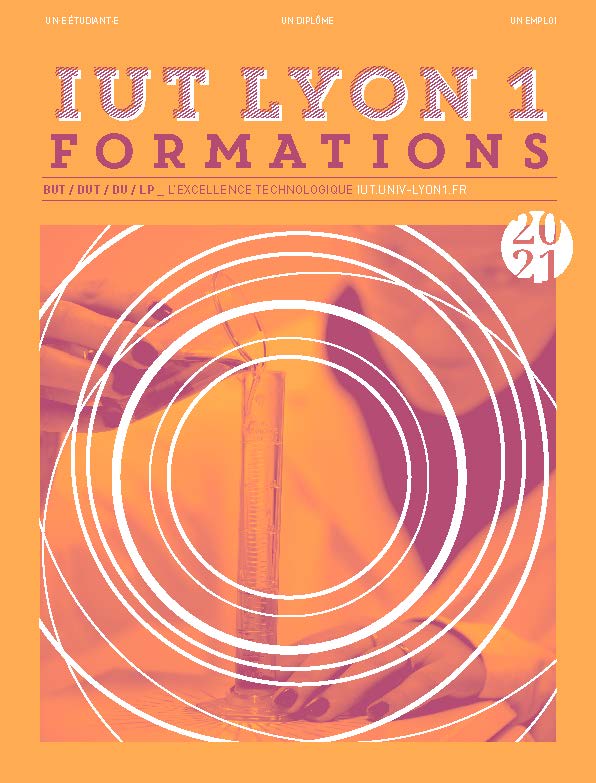 UN·E ÉTUDIANT·E
UN DIPLÔME
UN EMPLOI
IUT LYON 1
FORMATIONS
BUT / DUT / DU / LP _ L'EXCELLENCE TECHNOLOGIQUE IUT.UNIV-LYON1.FR
20
21